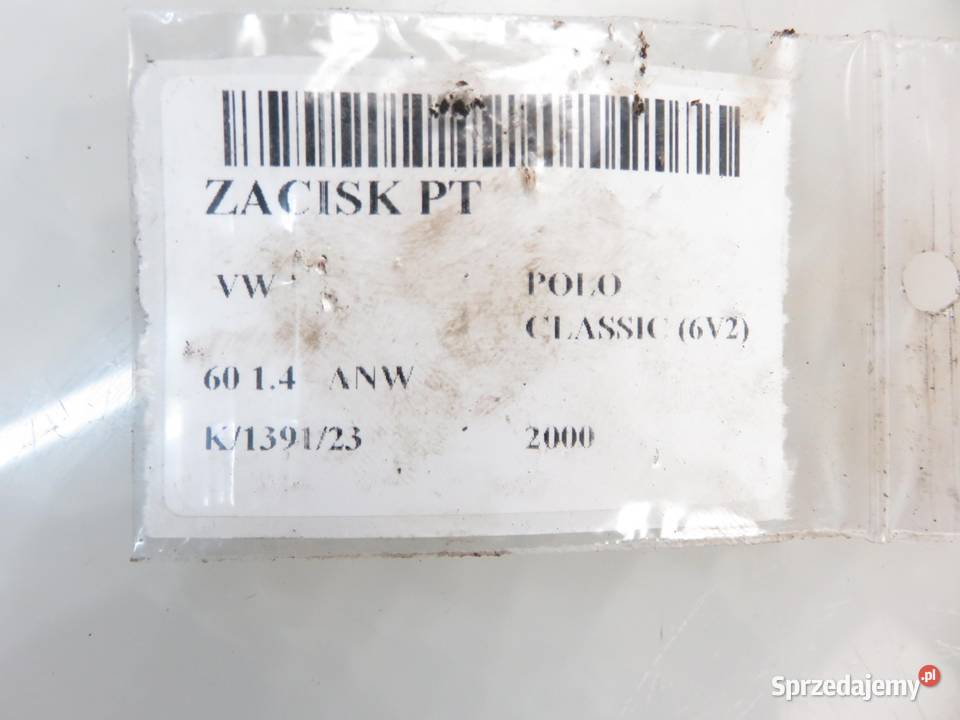 ZACISK PT
VW POLO
CLASSIC (6V2)
60 1.4 ANW
K/1391/23 2000
Sprzedajemy.pl